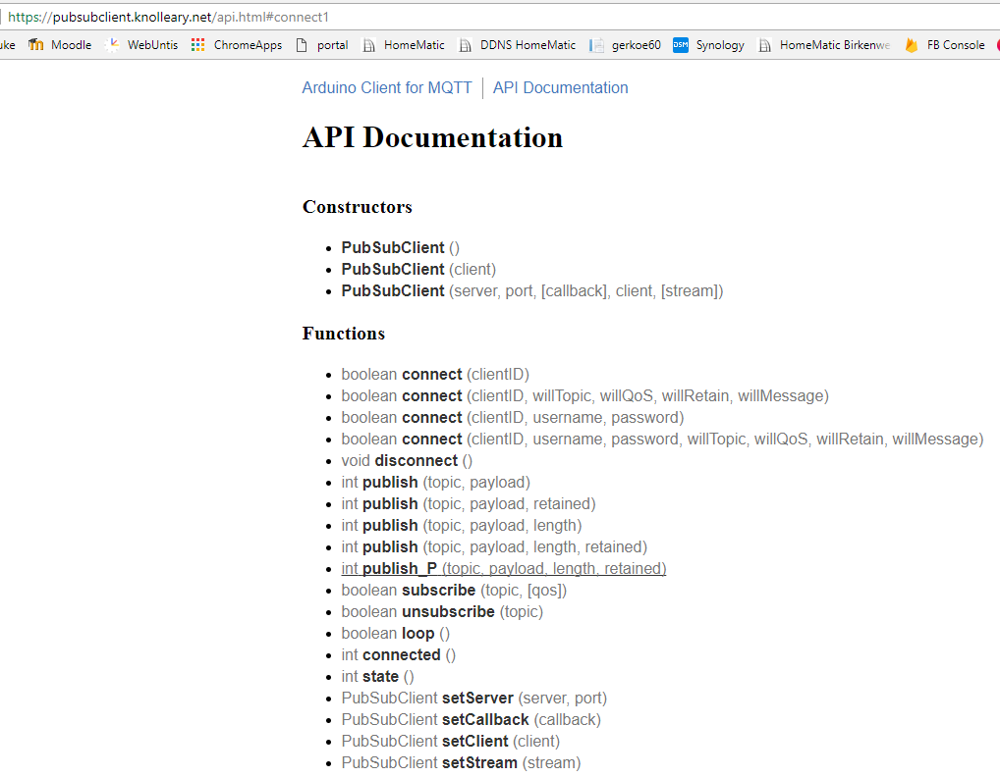 https://pubsubclient.knolleary.net/api.html#connect1
uke Moodle WebUntis ChromeApps portal HomeMatic DDNS HomeMatic gerkoe60 DSM Synology HomeMatic Birkenwe FB Console
Arduino Client for MQTT API Documentation
API Documentation
Constructors
PubSubClient ()
PubSubClient (client)
PubSubClient (server, port, [callback], client, [stream])
Functions
boolean connect (clientID)
boolean connect (clientID, willTopic, willQoS, willRetain, willMessage)
boolean connect (clientID, username, password)
boolean connect (clientID, username, password, willTopic, willQoS, willRetain, willMessage)
void disconnect ()
int publish (topic, payload)
int publish (topic, payload, retained)
int publish (topic, payload, length)
int publish (topic, payload, length, retained)
int publish_P (topic, payload, length, retained)
boolean subscribe (topic, [qos])
boolean unsubscribe (topic)
boolean loop ()
int connected ()
int state ()
PubSubClient setServer (server, port)
PubSubClient setCallback (callback)
PubSubClient setClient (client)
PubSubClient setStream (stream)